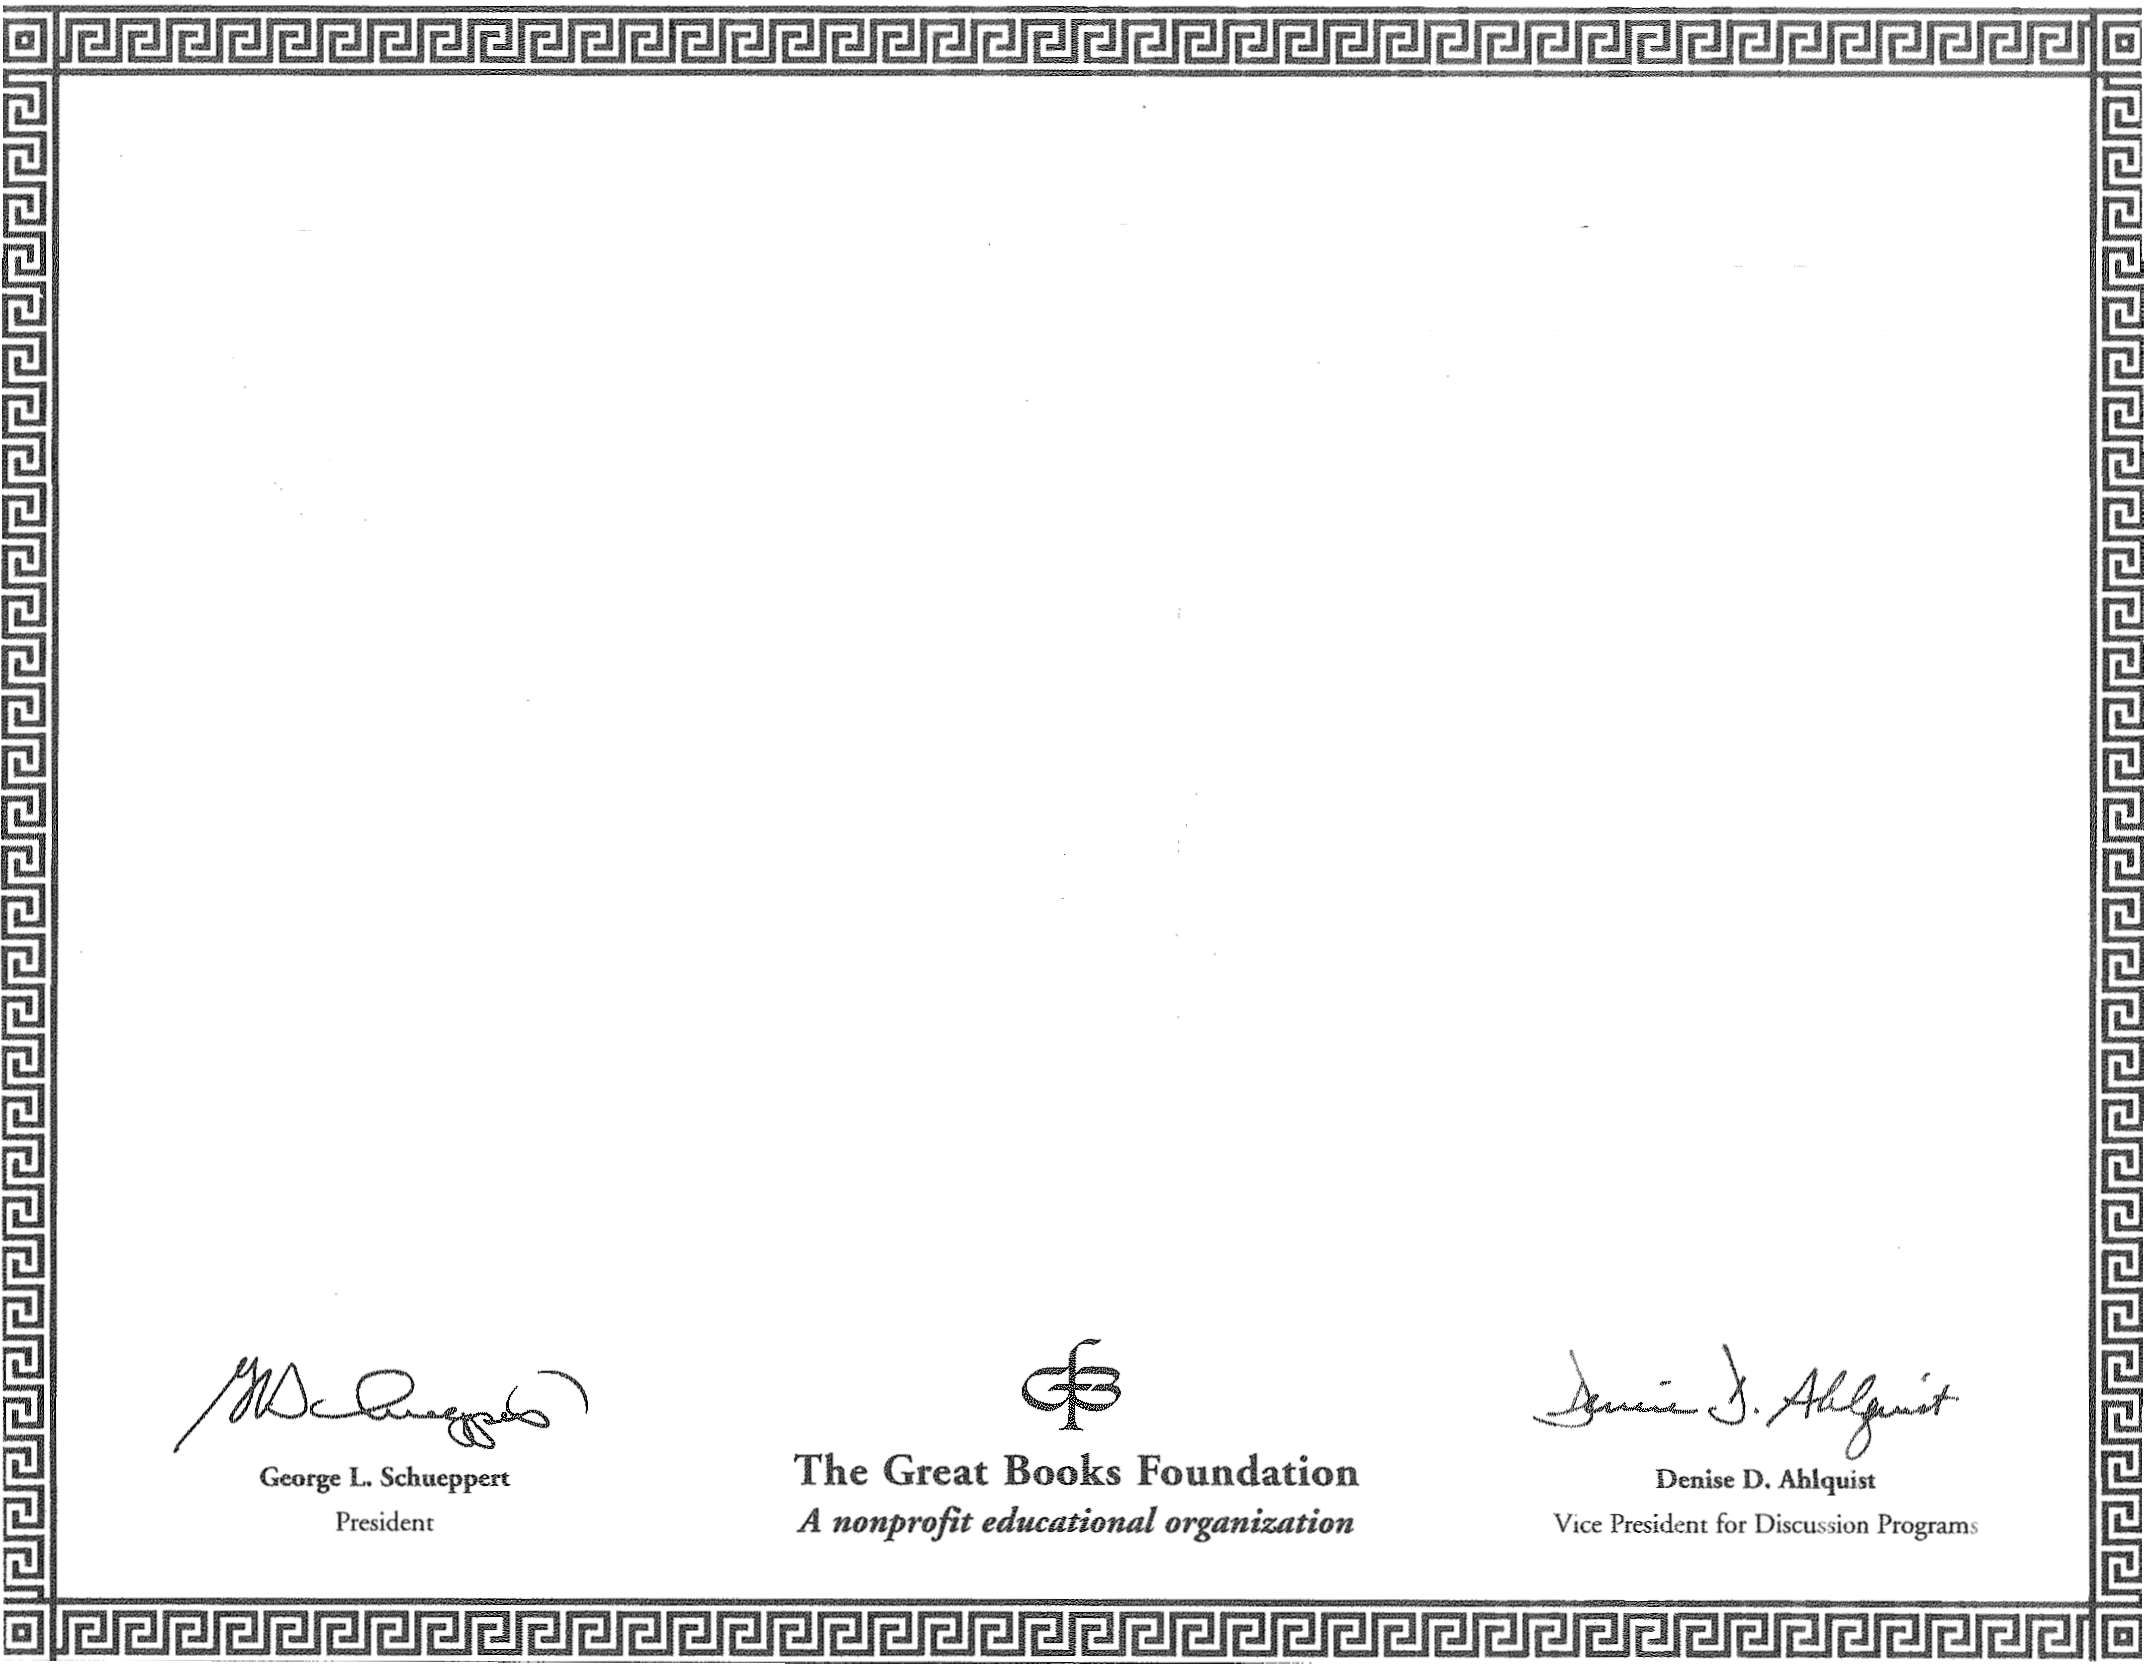 George L. Schueppert
President
GBF
The Great Books Foundation
A nonprofit educational organization
Denise D. Ahlquist
Denise D. Ahlquist
Vice President for Discussion Programs